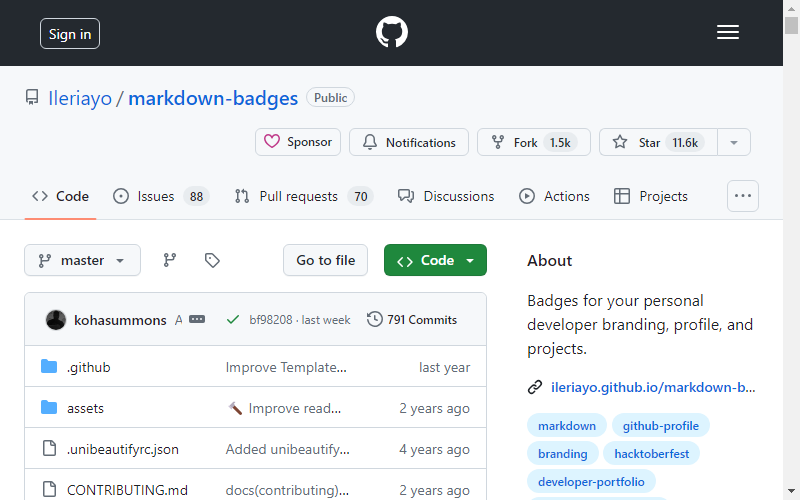 Sign in
Ileriayo / markdown-badges Public
Sponsor Notifications Fork 1.5k Star 11.6k
Code Issues 88 Pull requests 70 Discussions Actions Projects
master Go to file Code
kohasummons A bf98208 · last week 791 Commits
.github Improve Template... last year
assets 🔨 Improve read... 2 years ago
.unibeautifyrc.json Added unibeautify... 4 years ago
CONTRIBUTING.md docs(contributing)... 2 years ago
About
Badges for your personal
developer branding, profile, and
projects.
ileriayo.github.io/markdown-b...
markdown github-profile
branding hacktoberfest
developer-portfolio